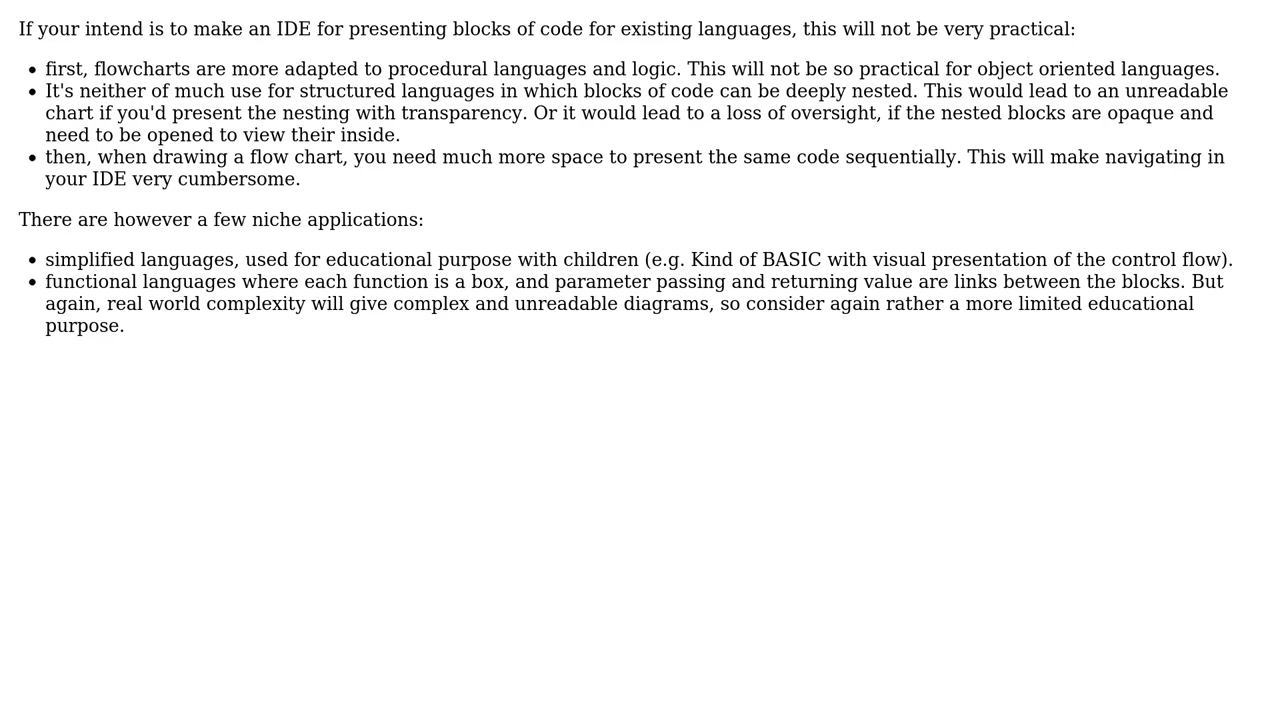 If your intend is to make an IDE for presenting blocks of code for existing languages, this will not be very practical:
• first, flowcharts are more adapted to procedural languages and logic. This will not be so practical for object oriented languages.
• It's neither of much use for structured languages in which blocks of code can be deeply nested. This would lead to an unreadable
chart if you'd present the nesting with transparency. Or it would lead to a loss of oversight, if the nested blocks are opaque and
need to be opened to view their inside.
• then, when drawing a flow chart, you need much more space to present the same code sequentially. This will make navigating in
your IDE very cumbersome.
There are however a few niche applications:
• simplified languages, used for educational purpose with children (e.g. Kind of BASIC with visual presentation of the control flow).
• functional languages where each function is a box, and parameter passing and returning value are links between the blocks. But
again, real world complexity will give complex and unreadable diagrams, so consider again rather a more limited educational
purpose.